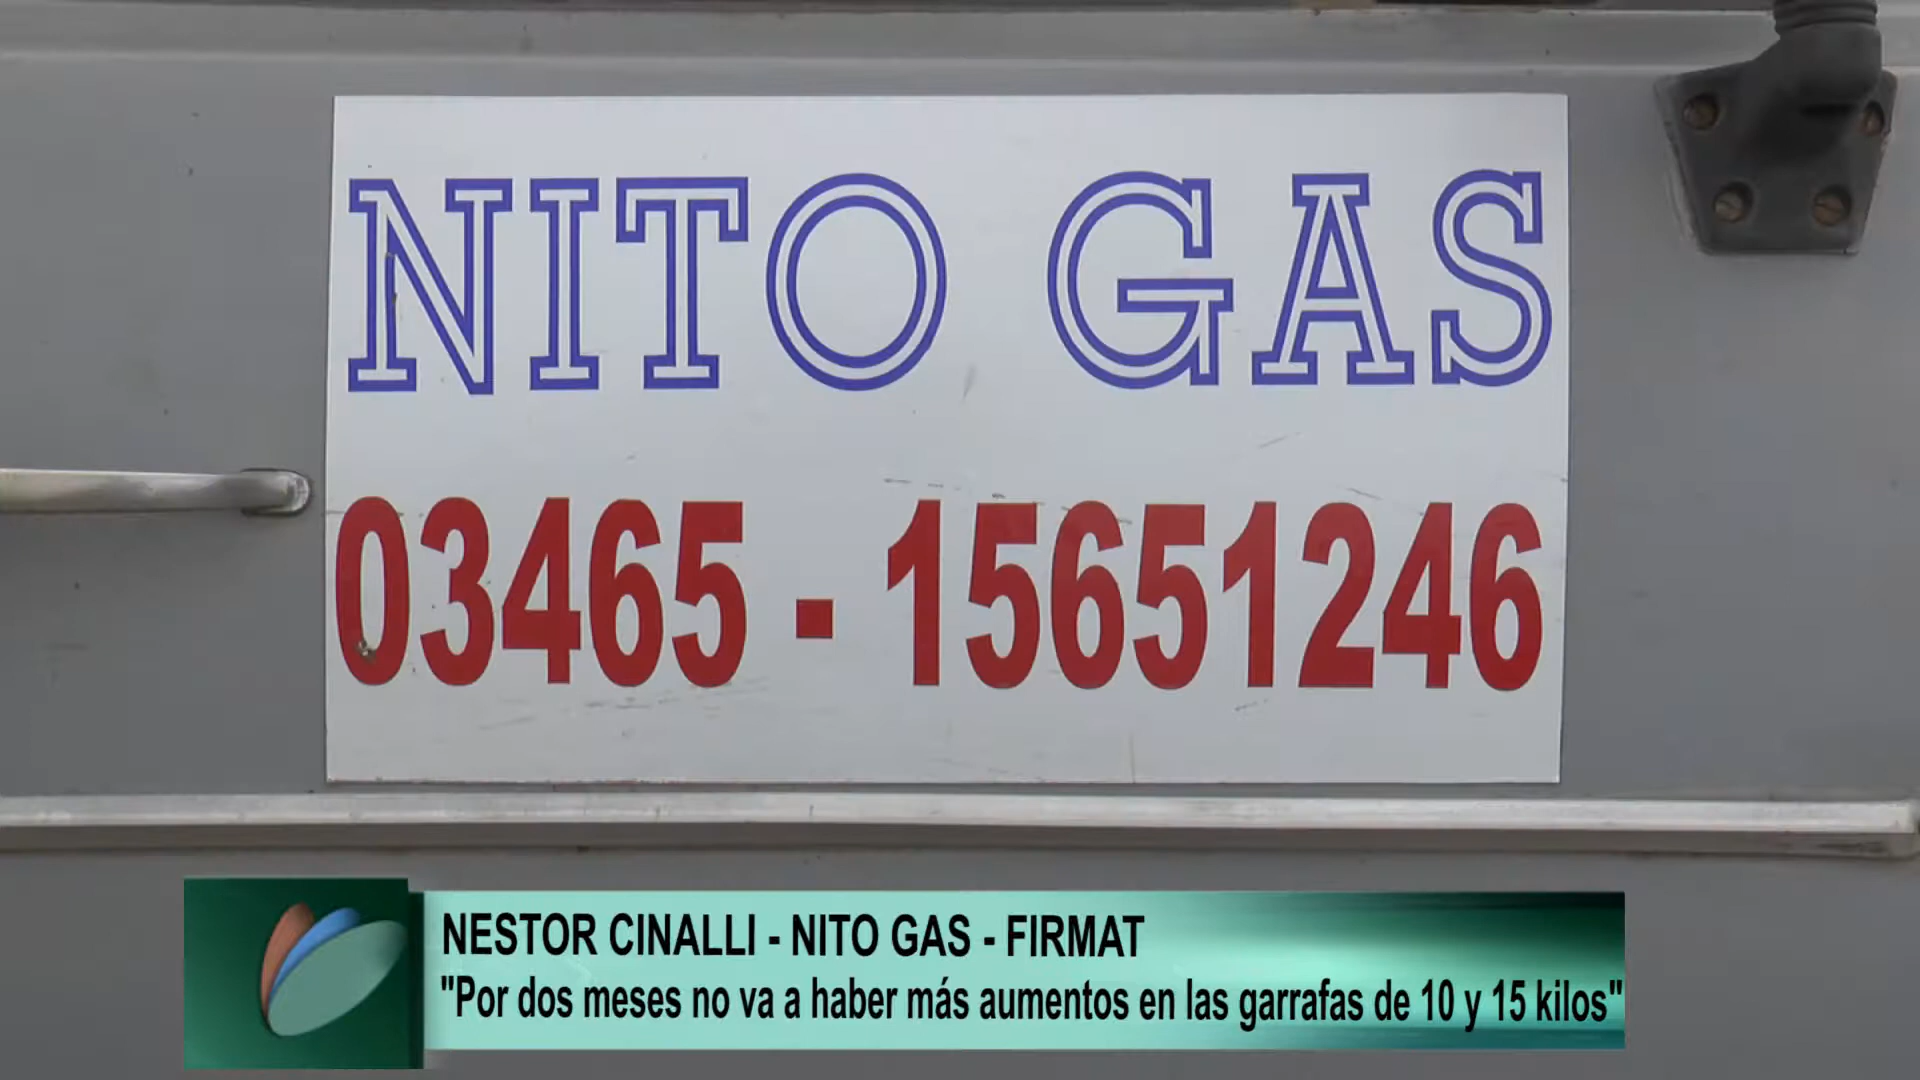 NITO GAS
03465 - 15651246
NESTOR CINALLI - NITO GAS - FIRMAT
"Por dos meses no va a haber más aumentos en las garrafas de 10 y 15 kilos"